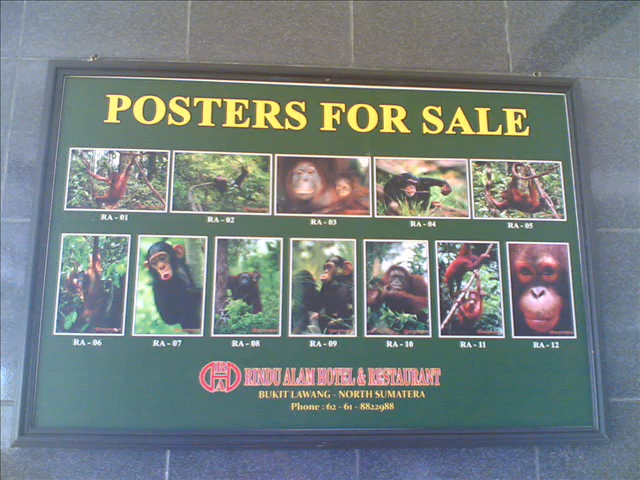 POSTERS FOR SALE
RA - 01
RA - 02
RA - 03
RA - 04
RA - 05
RA - 06
RA - 07
RA - 08
RA - 09
RA - 10
RA - 11
RA - 12
RINDU ALAM HOTEL & RESTAURANT
BUKIT LAWANG - NORTH SUMATERA
Phone : 62 - 61 - 8822988